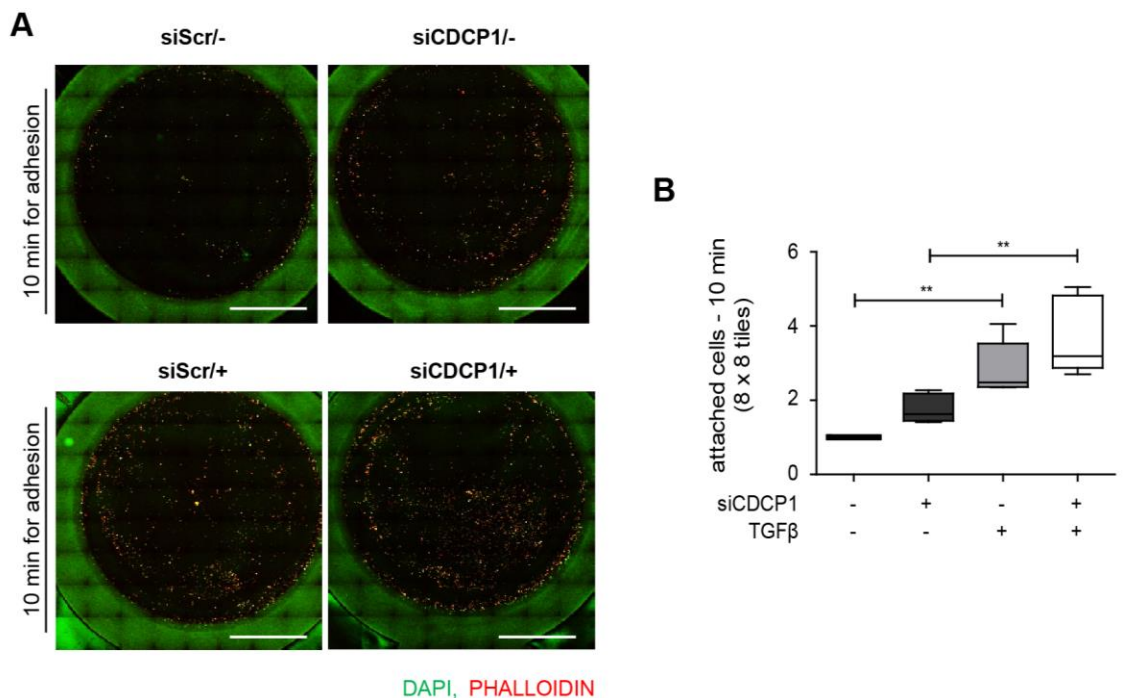 A
siScr/-
siCDCP1/-
10 min for adhesion
siScr/+
siCDCP1/+
10 min for adhesion
DAPI, PHALLOIDIN
B
attached cells - 10 min
(8 x 8 tiles)
6
4
2
0
**
**
siCDCP1 - + - +
TGFβ - - + +